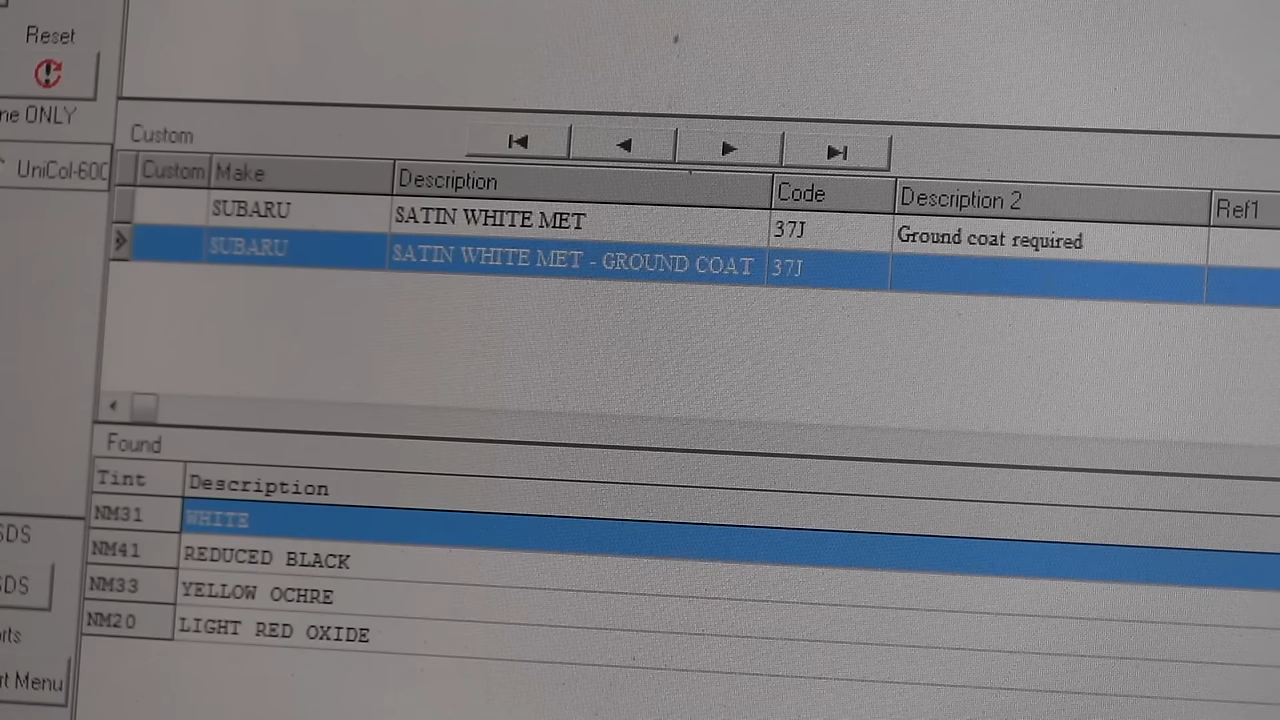 Reset
ne ONLY
UniCol-600
Custom
Custom Make Description Code Description 2 Ref1
SUBARU SATIN WHITE MET 37J Ground coat required
SUBARU SATIN WHITE MET - GROUND COAT 37J
Found
Tint Description
NM31 WHITE
NM41 REDUCED BLACK
NM33 YELLOW OCHRE
NM20 LIGHT RED OXIDE
SDS
SDS
rts
rt Menu